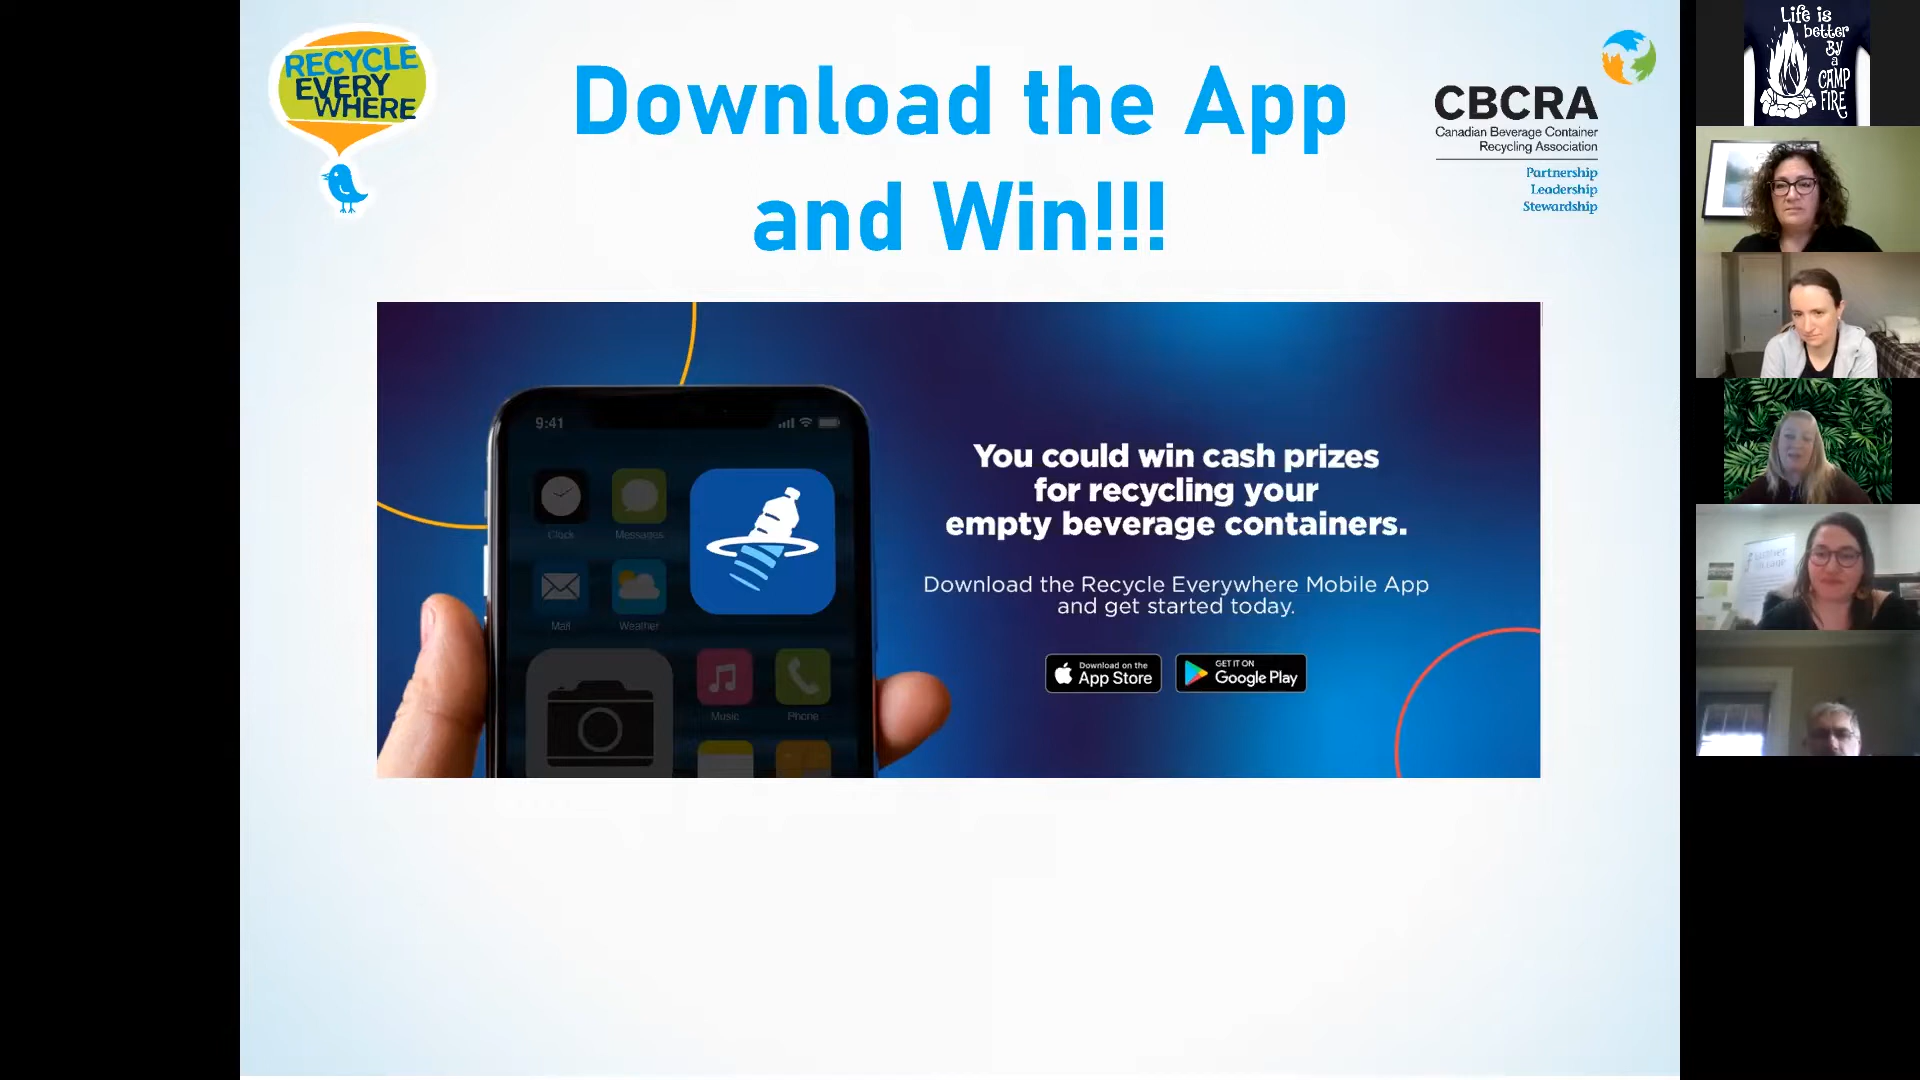 RECYCLE
EVERY
WHERE
Download the App
and Win!!!
CBCRA
Canadian Beverage Container
Recycling Association
Partnership
Leadership
Stewardship
9:41
Clock
Messages
Mail
Weather
Music
Phone
You could win cash prizes
for recycling your
empty beverage containers.
Download the Recycle Everywhere Mobile App
and get started today.
Download on the
App Store
GET IT ON
Google Play
Life is
better
By
a
CAMP
FIRE